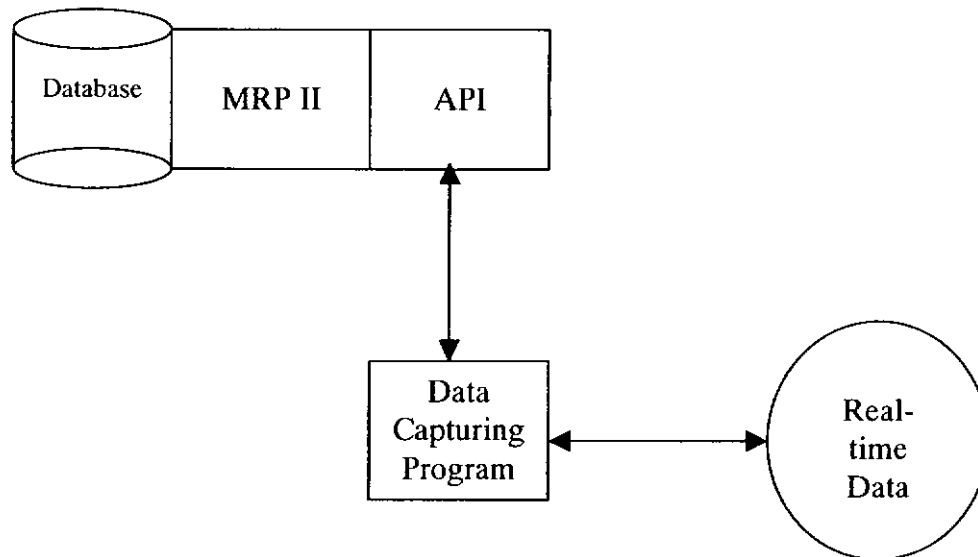 Database
MRP II
API
Data
Capturing
Program
Real-
time
Data